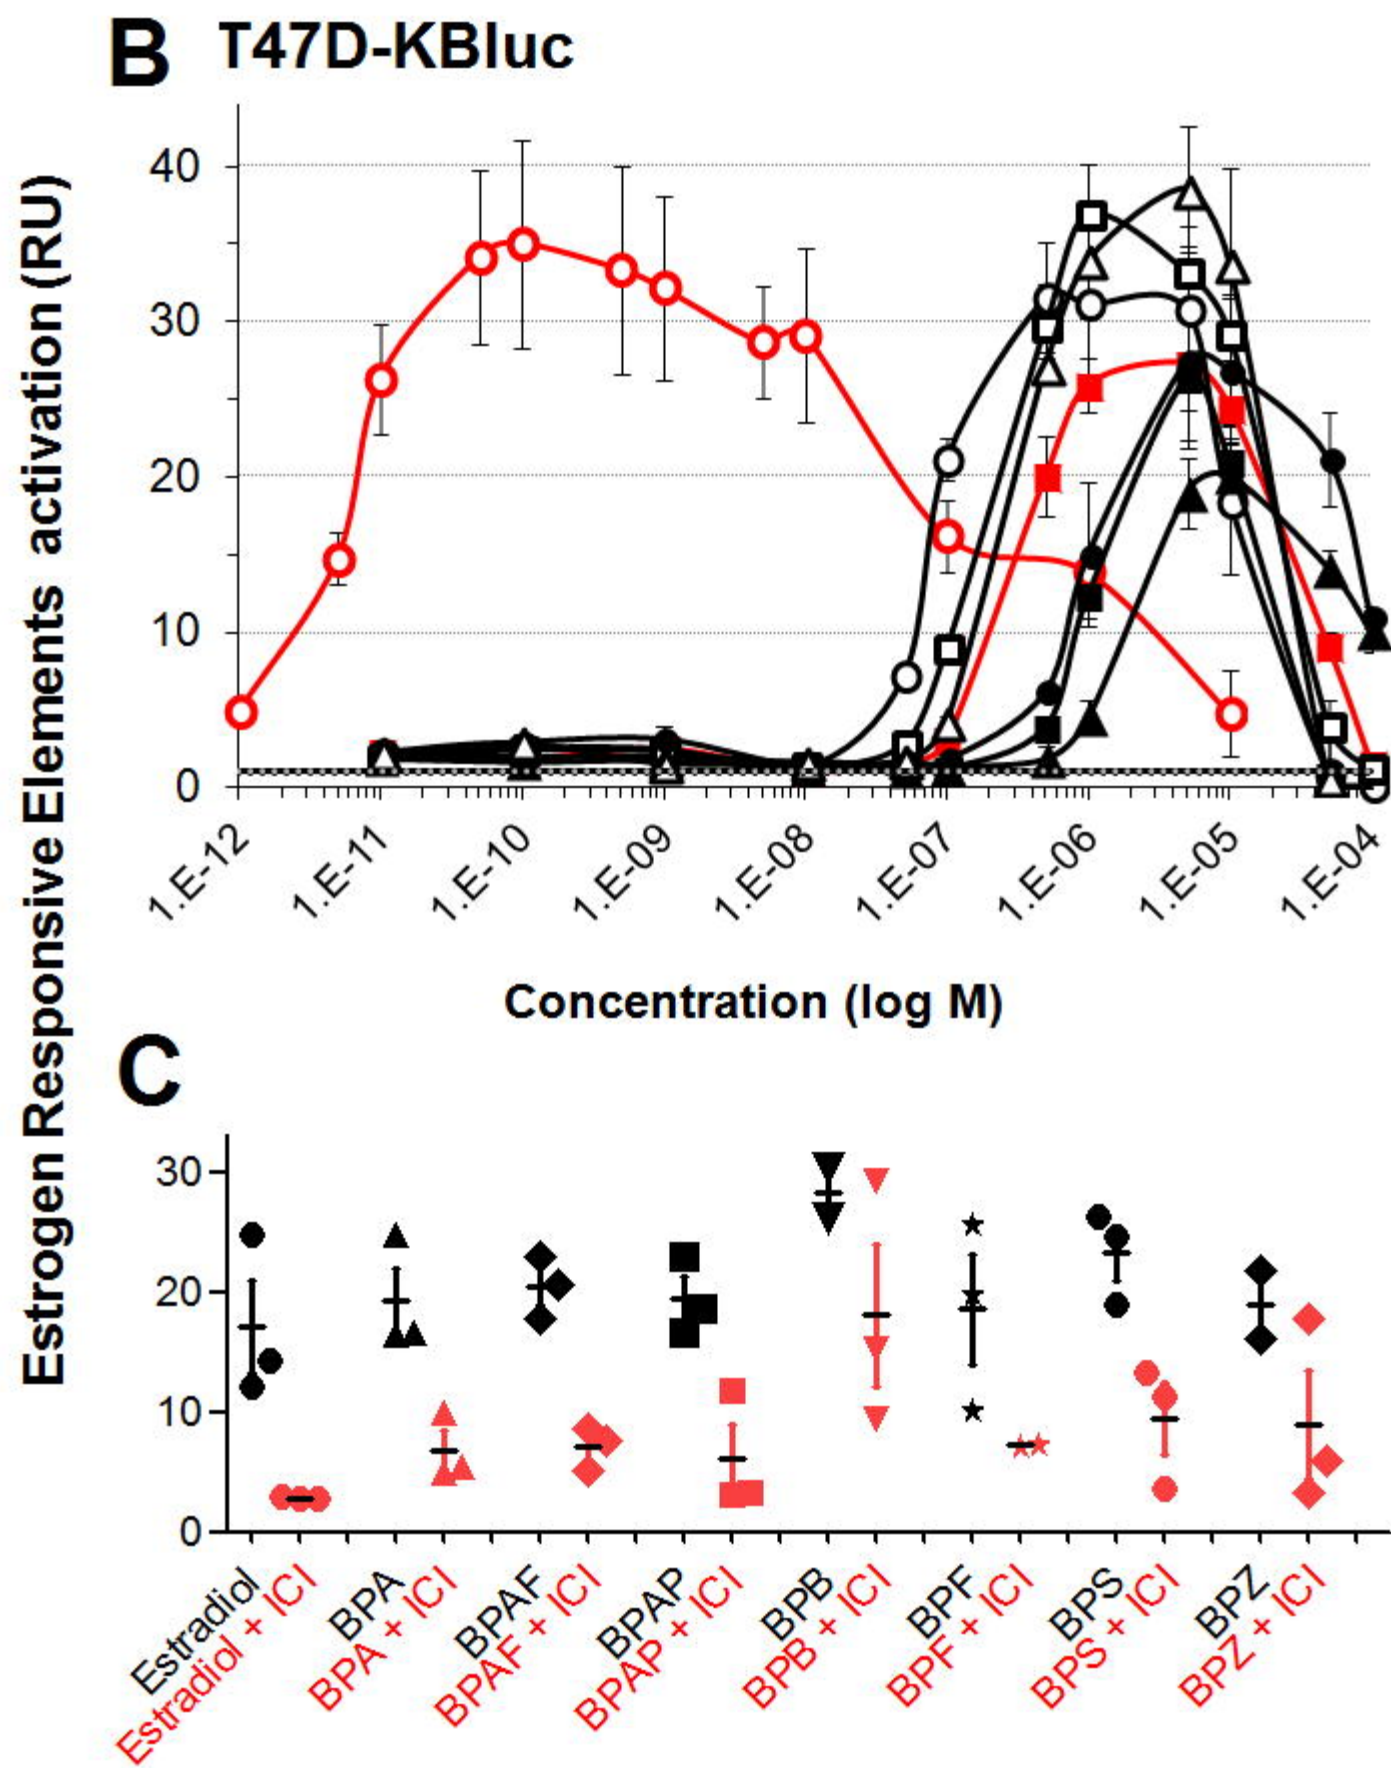 B T47D-KBluc
Estrogen Responsive Elements activation (RU)
40
30
20
10
0
1.E-12 1.E-11 1.E-10 1.E-09 1.E-08 1.E-07 1.E-06 1.E-05 1.E-04
Concentration (log M)
C
30
20
10
0
Estradiol
Estradiol + ICI
BPA
BPA + ICI
BPAF
BPAF + ICI
BPAP
BPAP + ICI
BPB
BPB + ICI
BPF
BPF + ICI
BPS
BPS + ICI
BPZ
BPZ + ICI